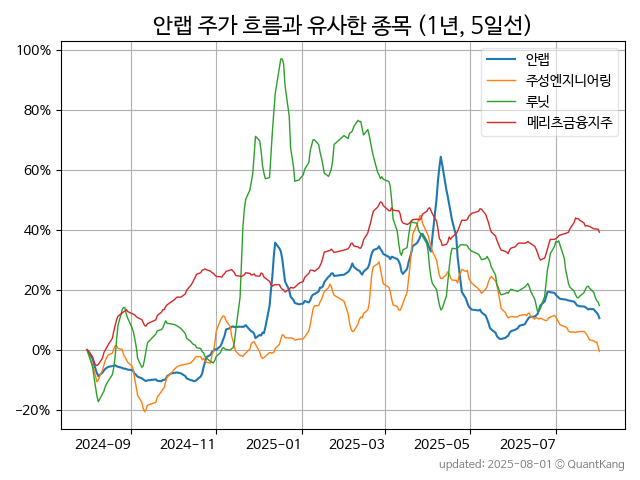 안랩 주가 흐름과 유사한 종목 (1년, 5일선)
안랩
주성엔지니어링
루닛
메리츠금융지주
100%
80%
60%
40%
20%
0%
−20%
2024-09
2024-11
2025-01
2025-03
2025-05
2025-07
updated: 2025-08-01 © QuantKang